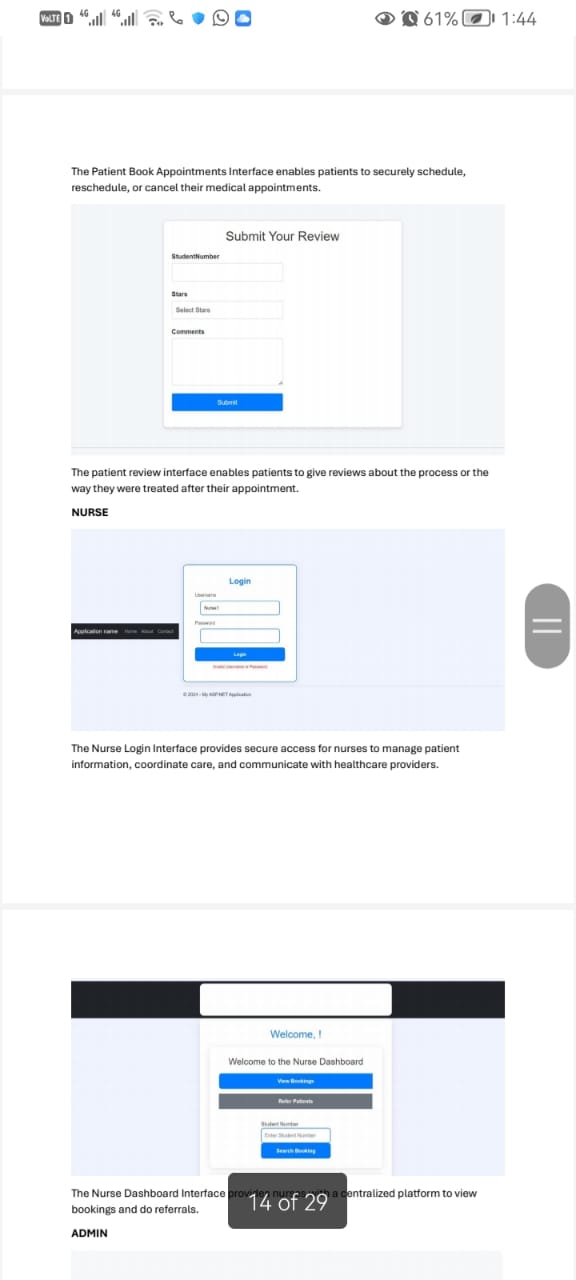 VoLTE 1 4G 4G 61% 1:44
The Patient Book Appointments Interface enables patients to securely schedule,
reschedule, or cancel their medical appointments.
Submit Your Review
StudentNumber
Stars
Select Stars
Comments
Submit
The patient review interface enables patients to give reviews about the process or the
way they were treated after their appointment.
NURSE
Login
Username
Nurse1
Password
Application name Home About Contact
Login
Invalid Username or Password.
© 2024 - My ASP.NET Application
The Nurse Login Interface provides secure access for nurses to manage patient
information, coordinate care, and communicate with healthcare providers.
Welcome, !
Welcome to the Nurse Dashboard
View Bookings
Refer Patients
Student Number
Enter Student Number
Search Booking
The Nurse Dashboard Interface provides nurses with a centralized platform to view
bookings and do referrals.
14 of 29
ADMIN